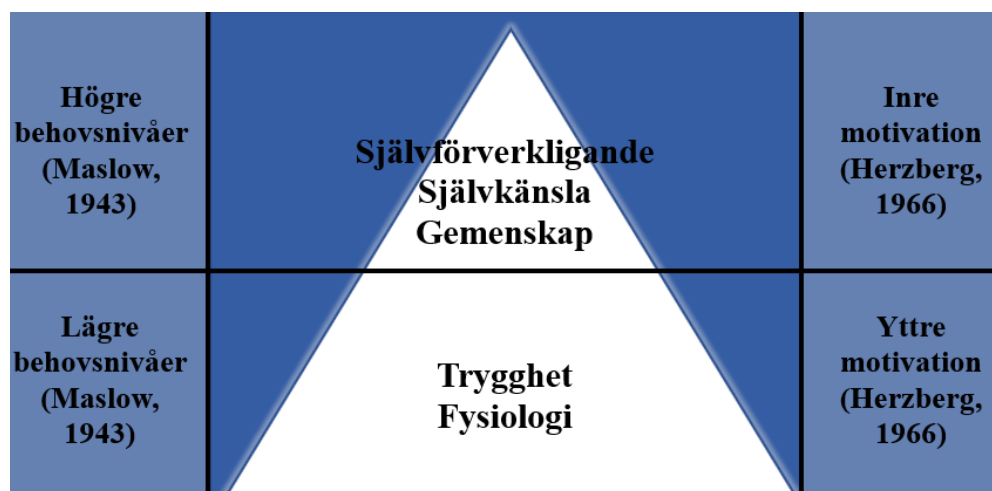 Högre
behovsnivåer
(Maslow,
1943)
Självförverkligande
Självkänsla
Gemenskap
Inre
motivation
(Herzberg,
1966)
Lägre
behovsnivåer
(Maslow,
1943)
Trygghet
Fysiologi
Yttre
motivation
(Herzberg,
1966)